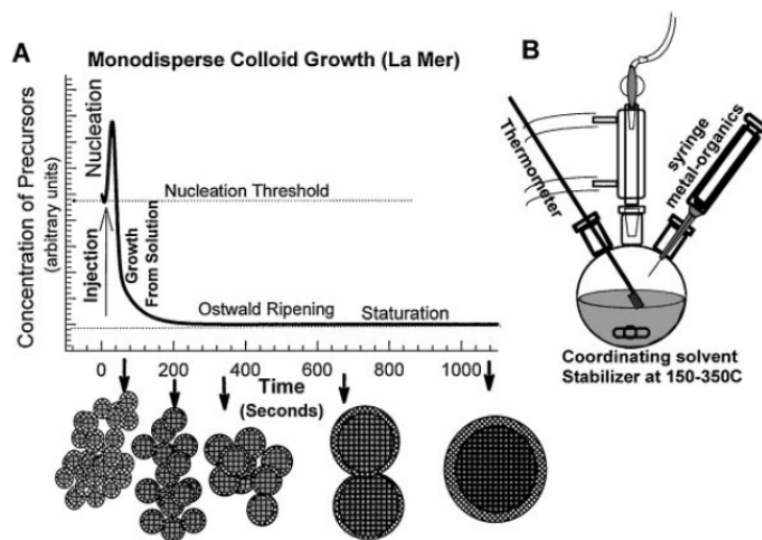 A
Monodisperse Colloid Growth (La Mer)
Concentration of Precursors
(arbitrary units)
Nucleation
Nucleation Threshold
Injection
Growth
From Solution
Ostwald Ripening
Staturation
0 200 400 600 800 1000
Time
(Seconds)
B
Thermometer
syringe
metal-organics
Coordinating solvent
Stabilizer at 150-350C